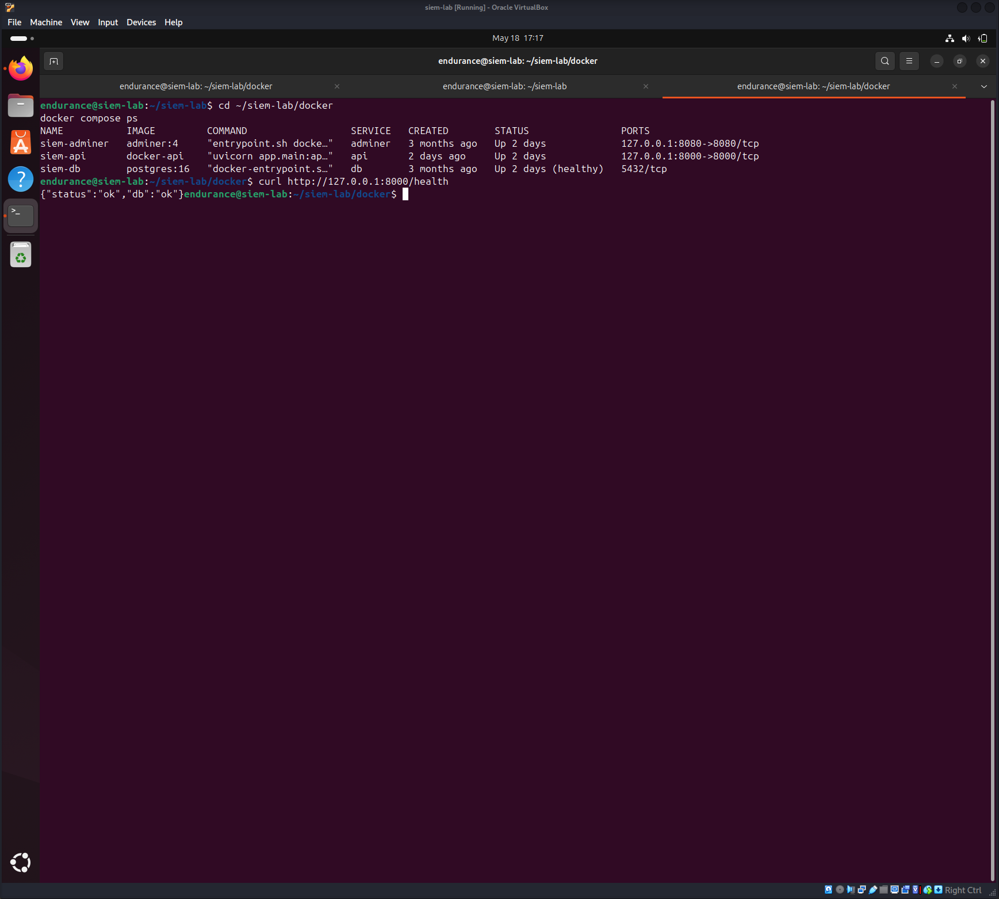 siem-lab [Running] - Oracle VirtualBox
File Machine View Input Devices Help
May 18 17:17
endurance@siem-lab: ~/siem-lab/docker
endurance@siem-lab: ~/siem-lab/docker endurance@siem-lab: ~/siem-lab endurance@siem-lab: ~/siem-lab/docker
endurance@siem-lab:~/siem-lab$ cd ~/siem-lab/docker
docker compose ps
NAME IMAGE COMMAND SERVICE CREATED STATUS PORTS
siem-adminer adminer:4 "entrypoint.sh docke…" adminer 3 months ago Up 2 days 127.0.0.1:8080->8080/tcp
siem-api docker-api "uvicorn app.main:ap…" api 2 days ago Up 2 days 127.0.0.1:8000->8000/tcp
siem-db postgres:16 "docker-entrypoint.s…" db 3 months ago Up 2 days (healthy) 5432/tcp
endurance@siem-lab:~/siem-lab/docker$ curl http://127.0.0.1:8000/health
{"status":"ok","db":"ok"}endurance@siem-lab:~/siem-lab/docker$
Right Ctrl